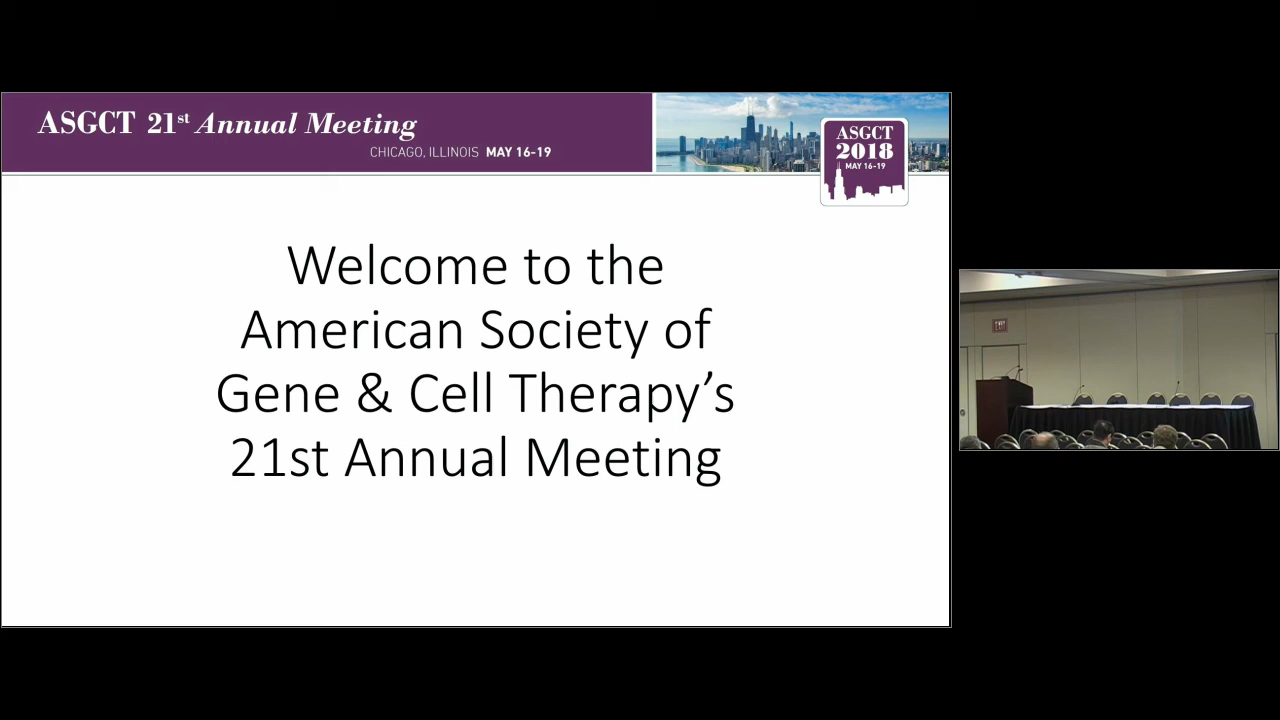 ASGCT 21st Annual Meeting
CHICAGO, ILLINOIS MAY 16-19
ASGCT
2018
MAY 16-19
Welcome to the
American Society of
Gene & Cell Therapy’s
21st Annual Meeting